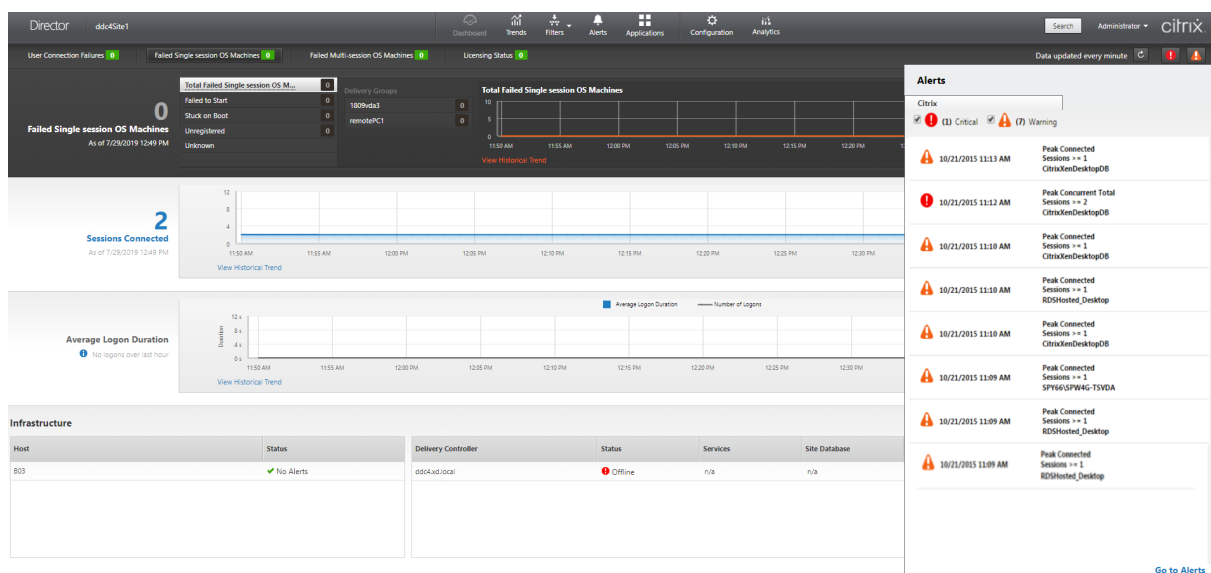 Director ddc4Site1 Dashboard Trends Filters Alerts Applications Configuration Analytics Search Administrator citrix
User Connection Failures 0 Failed Single session OS Machines 0 Failed Multi-session OS Machines 0 Licensing Status 0 Data updated every minute
0
Failed Single session OS Machines
As of 7/29/2019 12:49 PM
Total Failed Single session OS M... 0
Failed to Start 0
Stuck on Boot 0
Unregistered 0
Unknown
Delivery Groups
1809vda3 0
remotePC1 0
Total Failed Single session OS Machines
10
5
0
11:50 AM 11:55 AM 12:00 PM 12:05 PM 12:10 PM 12:15 PM 12:20 PM
View Historical Trend
2
Sessions Connected
As of 7/29/2019 12:49 PM
12
8
4
0
11:50 AM 11:55 AM 12:00 PM 12:05 PM 12:10 PM 12:15 PM 12:20 PM 12:25 PM 12:30 PM
View Historical Trend
Average Logon Duration
No logons over last hour
Average Logon Duration Number of Logons
Duration
12 s
8 s
4 s
0 s
11:50 AM 11:55 AM 12:00 PM 12:05 PM 12:10 PM 12:15 PM 12:20 PM 12:25 PM 12:30 PM
View Historical Trend
Infrastructure
Host Status
B03 No Alerts
Delivery Controller Status Services Site Database
ddc4.xd.local Offline n/a n/a
Alerts
Citrix
(1) Critical (7) Warning
10/21/2015 11:13 AM
Peak Connected
Sessions >= 1
CitrixXenDesktopDB
10/21/2015 11:12 AM
Peak Concurrent Total
Sessions >= 2
CitrixXenDesktopDB
10/21/2015 11:10 AM
Peak Connected
Sessions >= 1
CitrixXenDesktopDB
10/21/2015 11:10 AM
Peak Connected
Sessions >= 1
RDSHosted_Desktop
10/21/2015 11:10 AM
Peak Connected
Sessions >= 1
CitrixXenDesktopDB
10/21/2015 11:09 AM
Peak Connected
Sessions >= 1
SPY66\SPW4G-TSVDA
10/21/2015 11:09 AM
Peak Connected
Sessions >= 1
RDSHosted_Desktop
10/21/2015 11:09 AM
Peak Connected
Sessions >= 1
RDSHosted_Desktop
Go to Alerts